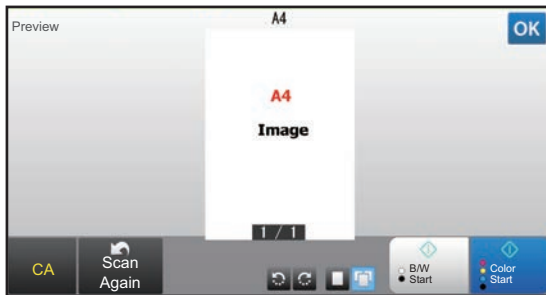 A4
Preview
OK
A4
Image
1 / 1
CA
Scan
Again
B/W
Start
Color
Start